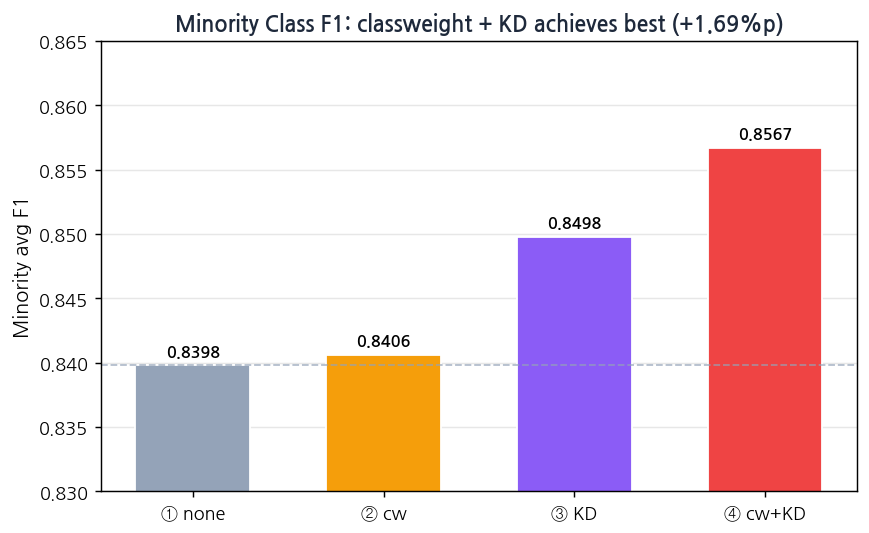 Minority Class F1: classweight + KD achieves best (+1.69%p)
Minority avg F1
0.865
0.860
0.855
0.850
0.845
0.840
0.835
0.830
0.8398
0.8406
0.8498
0.8567
① none
② cw
③ KD
④ cw+KD